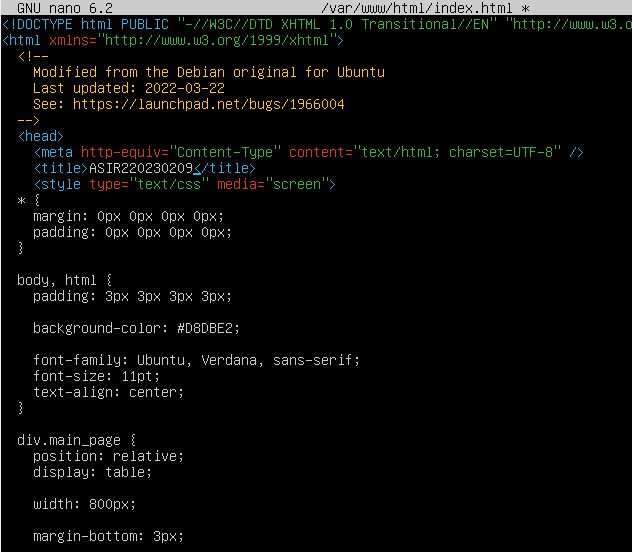 GNU nano 6.2 /var/www/html/index.html *
<!DOCTYPE html PUBLIC "-//W3C//DTD XHTML 1.0 Transitional//EN" "http://www.w3.o
<html xmlns="http://www.w3.org/1999/xhtml">
  <!--
    Modified from the Debian original for Ubuntu
    Last updated: 2022-03-22
    See: https://launchpad.net/bugs/1966004
  -->
  <head>
    <meta http-equiv="Content-Type" content="text/html; charset=UTF-8" />
    <title>ASIR220230209</title>
    <style type="text/css" media="screen">
  * {
    margin: 0px 0px 0px 0px;
    padding: 0px 0px 0px 0px;
  }

  body, html {
    padding: 3px 3px 3px 3px;

    background-color: #D8DBE2;

    font-family: Ubuntu, Verdana, sans-serif;
    font-size: 11pt;
    text-align: center;
  }

  div.main_page {
    position: relative;
    display: table;

    width: 800px;

    margin-bottom: 3px;